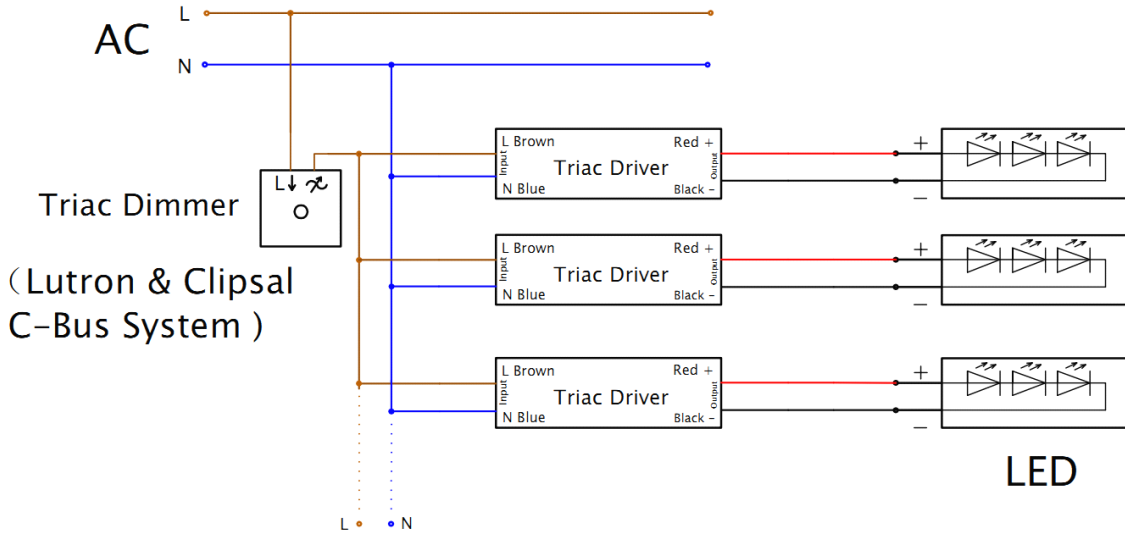 L
AC
N
L Brown
Red +
Input
Triac Driver
Output
N Blue
Black -
+
−
L
Triac Dimmer
（Lutron & Clipsal
C-Bus System )
L Brown
Red +
Input
Triac Driver
Output
N Blue
Black -
+
−
L Brown
Red +
Input
Triac Driver
Output
N Blue
Black -
+
−
LED
L
N